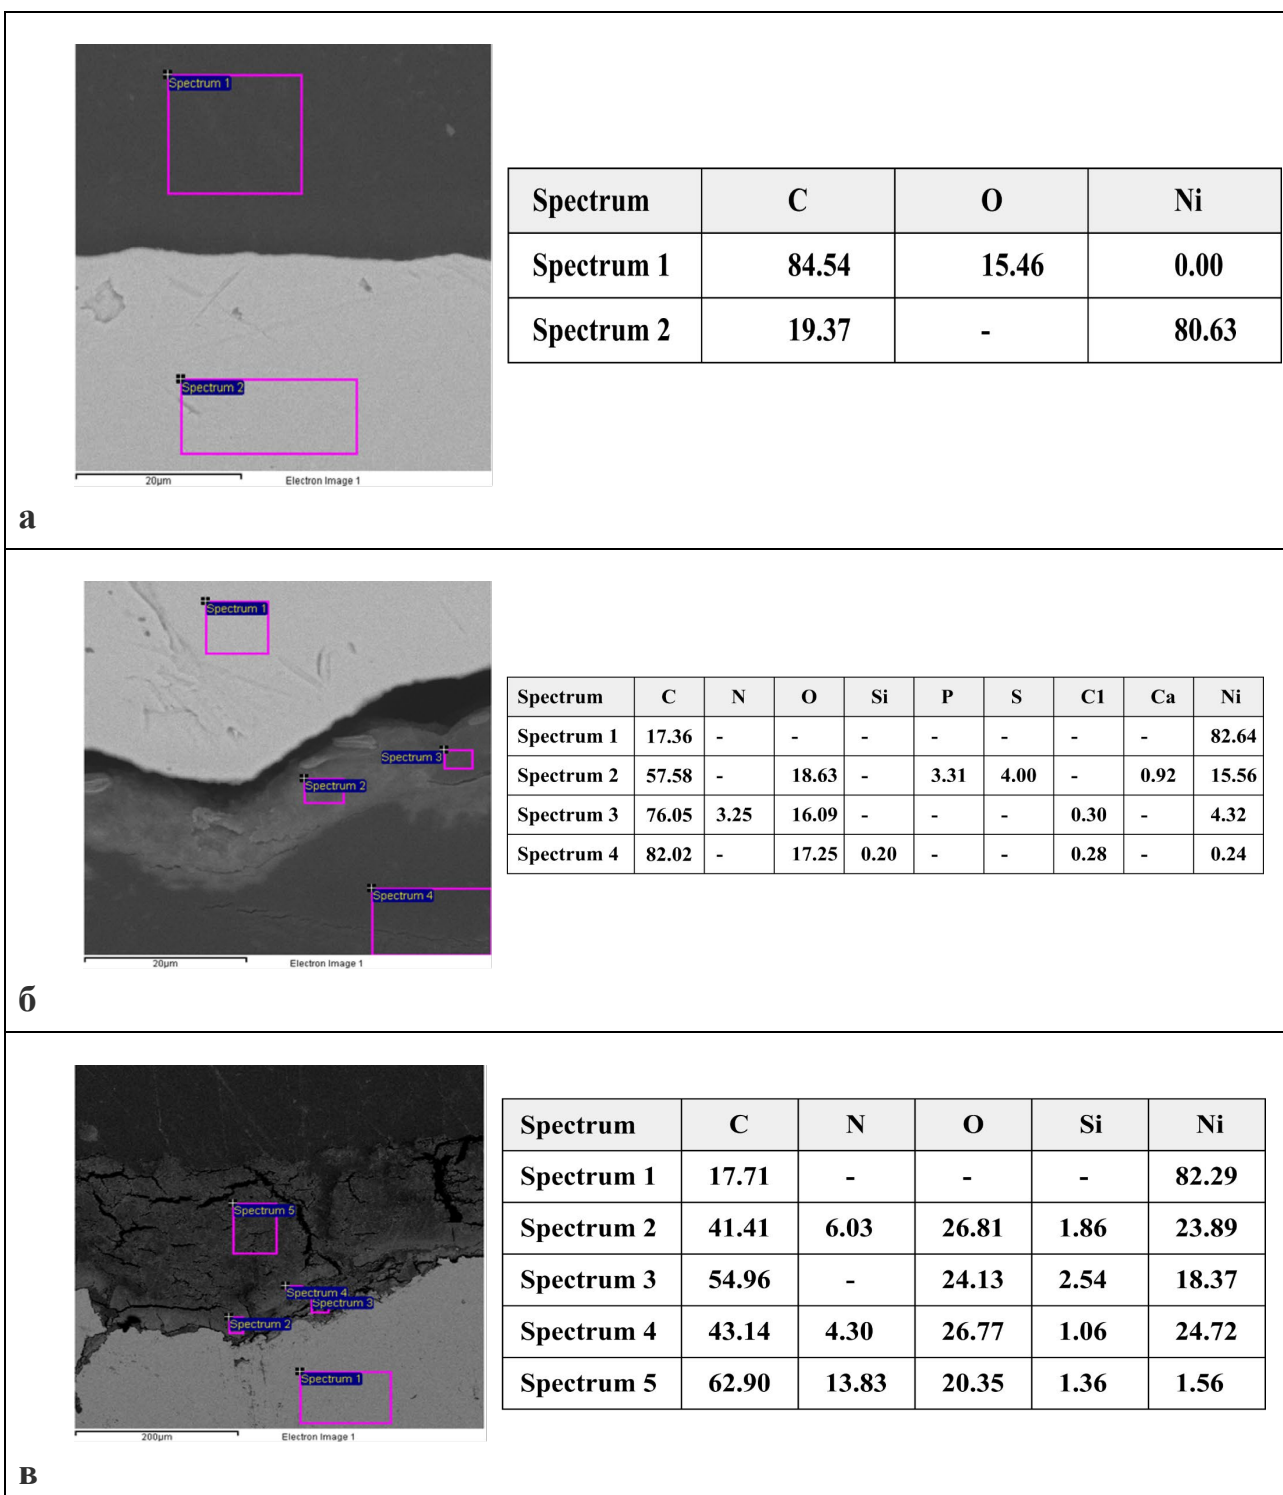 Spectrum 1
Spectrum 2
20µm Electron Image 1
Spectrum C O Ni
Spectrum 1 84.54 15.46 0.00
Spectrum 2 19.37 - 80.63
а
Spectrum 1
Spectrum 3
Spectrum 2
Spectrum 4
20µm Electron Image 1
Spectrum C N O Si P S C1 Ca Ni
Spectrum 1 17.36 - - - - - - - 82.64
Spectrum 2 57.58 - 18.63 - 3.31 4.00 - 0.92 15.56
Spectrum 3 76.05 3.25 16.09 - - - 0.30 - 4.32
Spectrum 4 82.02 - 17.25 0.20 - - 0.28 - 0.24
б
Spectrum 5
Spectrum 4
Spectrum 3
Spectrum 2
Spectrum 1
200µm Electron Image 1
Spectrum C N O Si Ni
Spectrum 1 17.71 - - - 82.29
Spectrum 2 41.41 6.03 26.81 1.86 23.89
Spectrum 3 54.96 - 24.13 2.54 18.37
Spectrum 4 43.14 4.30 26.77 1.06 24.72
Spectrum 5 62.90 13.83 20.35 1.36 1.56
в